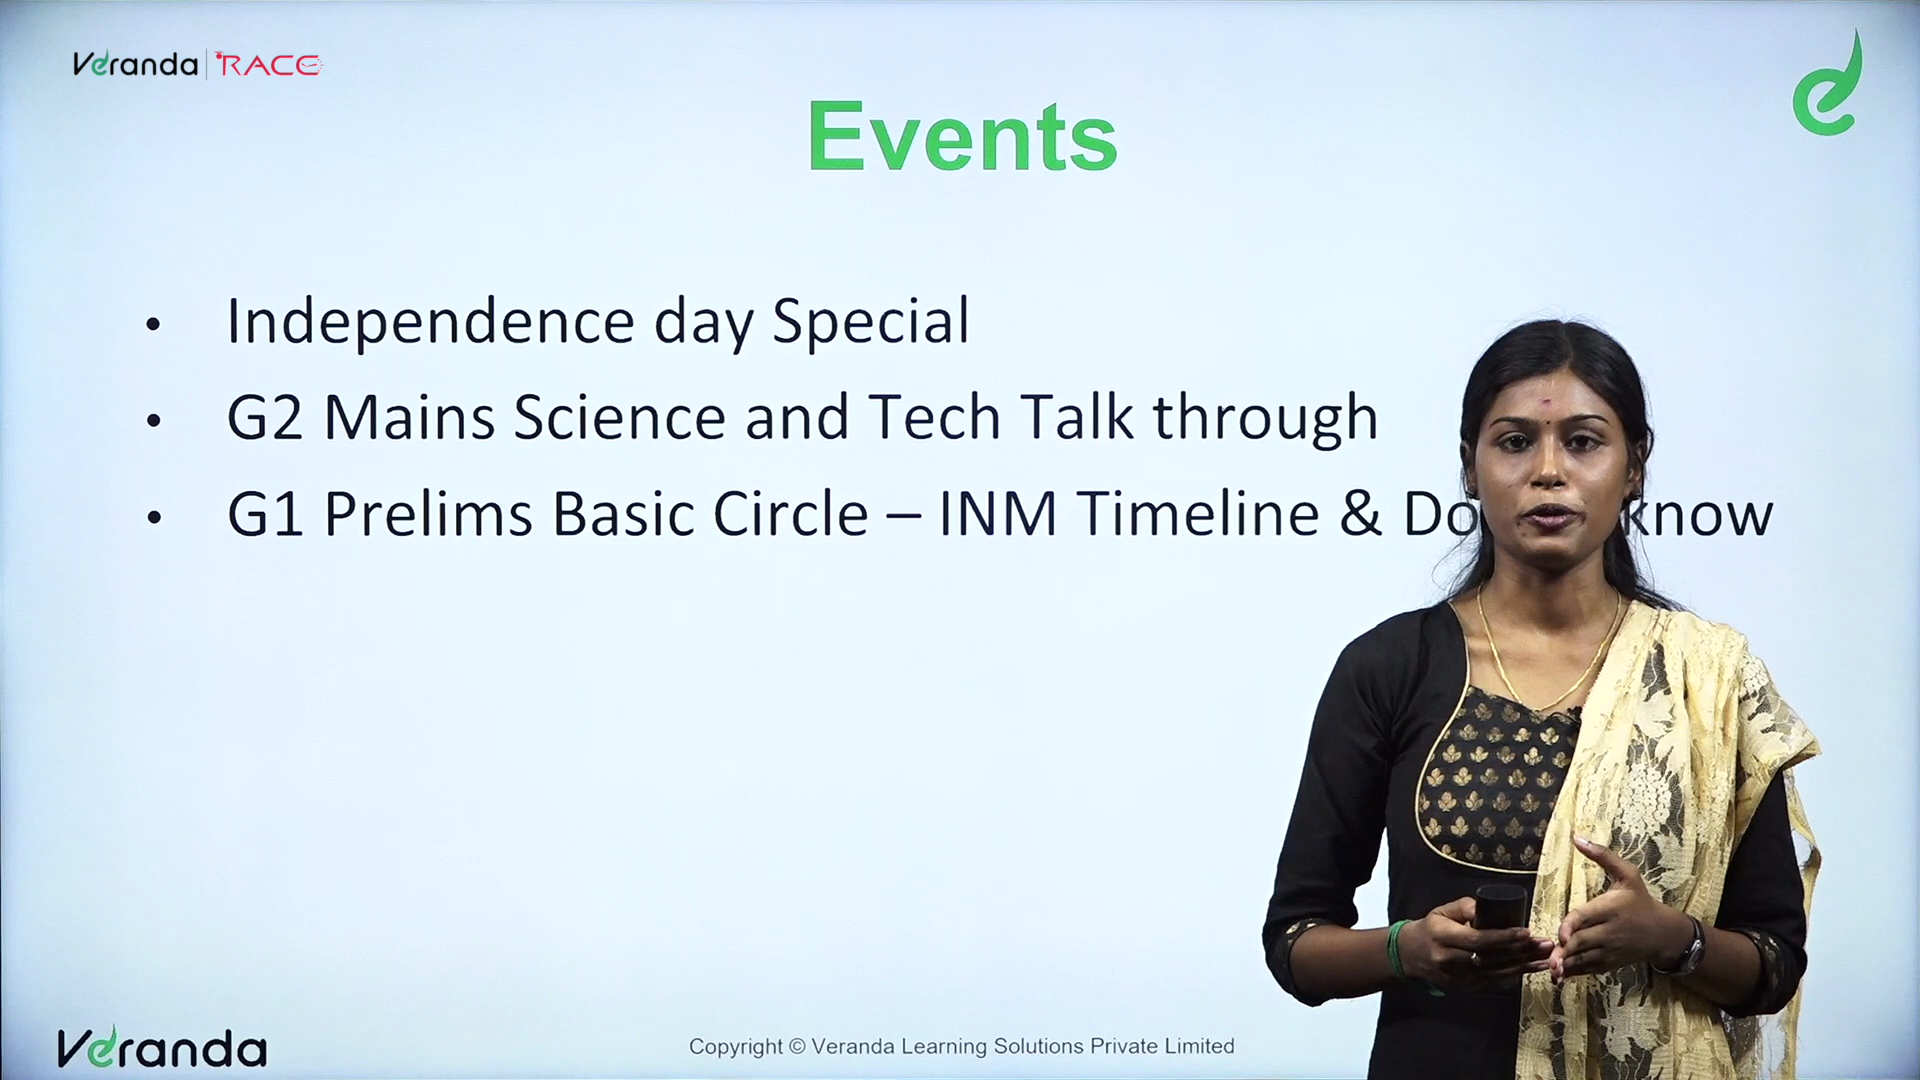 Veranda RACE
Events
• Independence day Special
• G2 Mains Science and Tech Talk through
• G1 Prelims Basic Circle – INM Timeline & Do know
Veranda
Copyright © Veranda Learning Solutions Private Limited